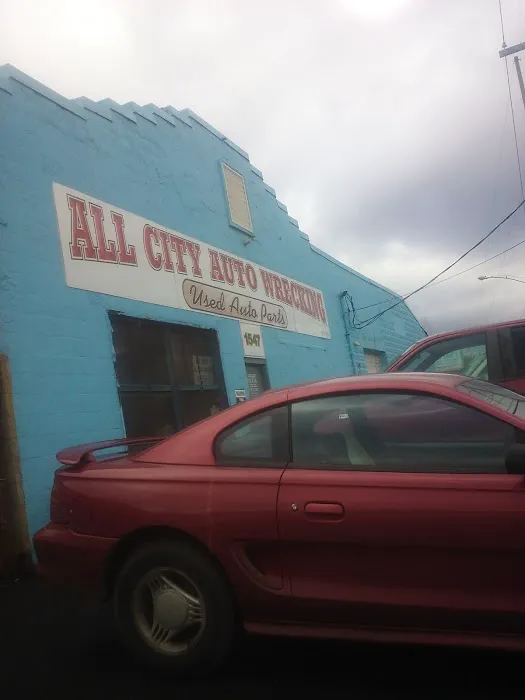 ALL CITY AUTO WRECKING
Used Auto Parts
1547